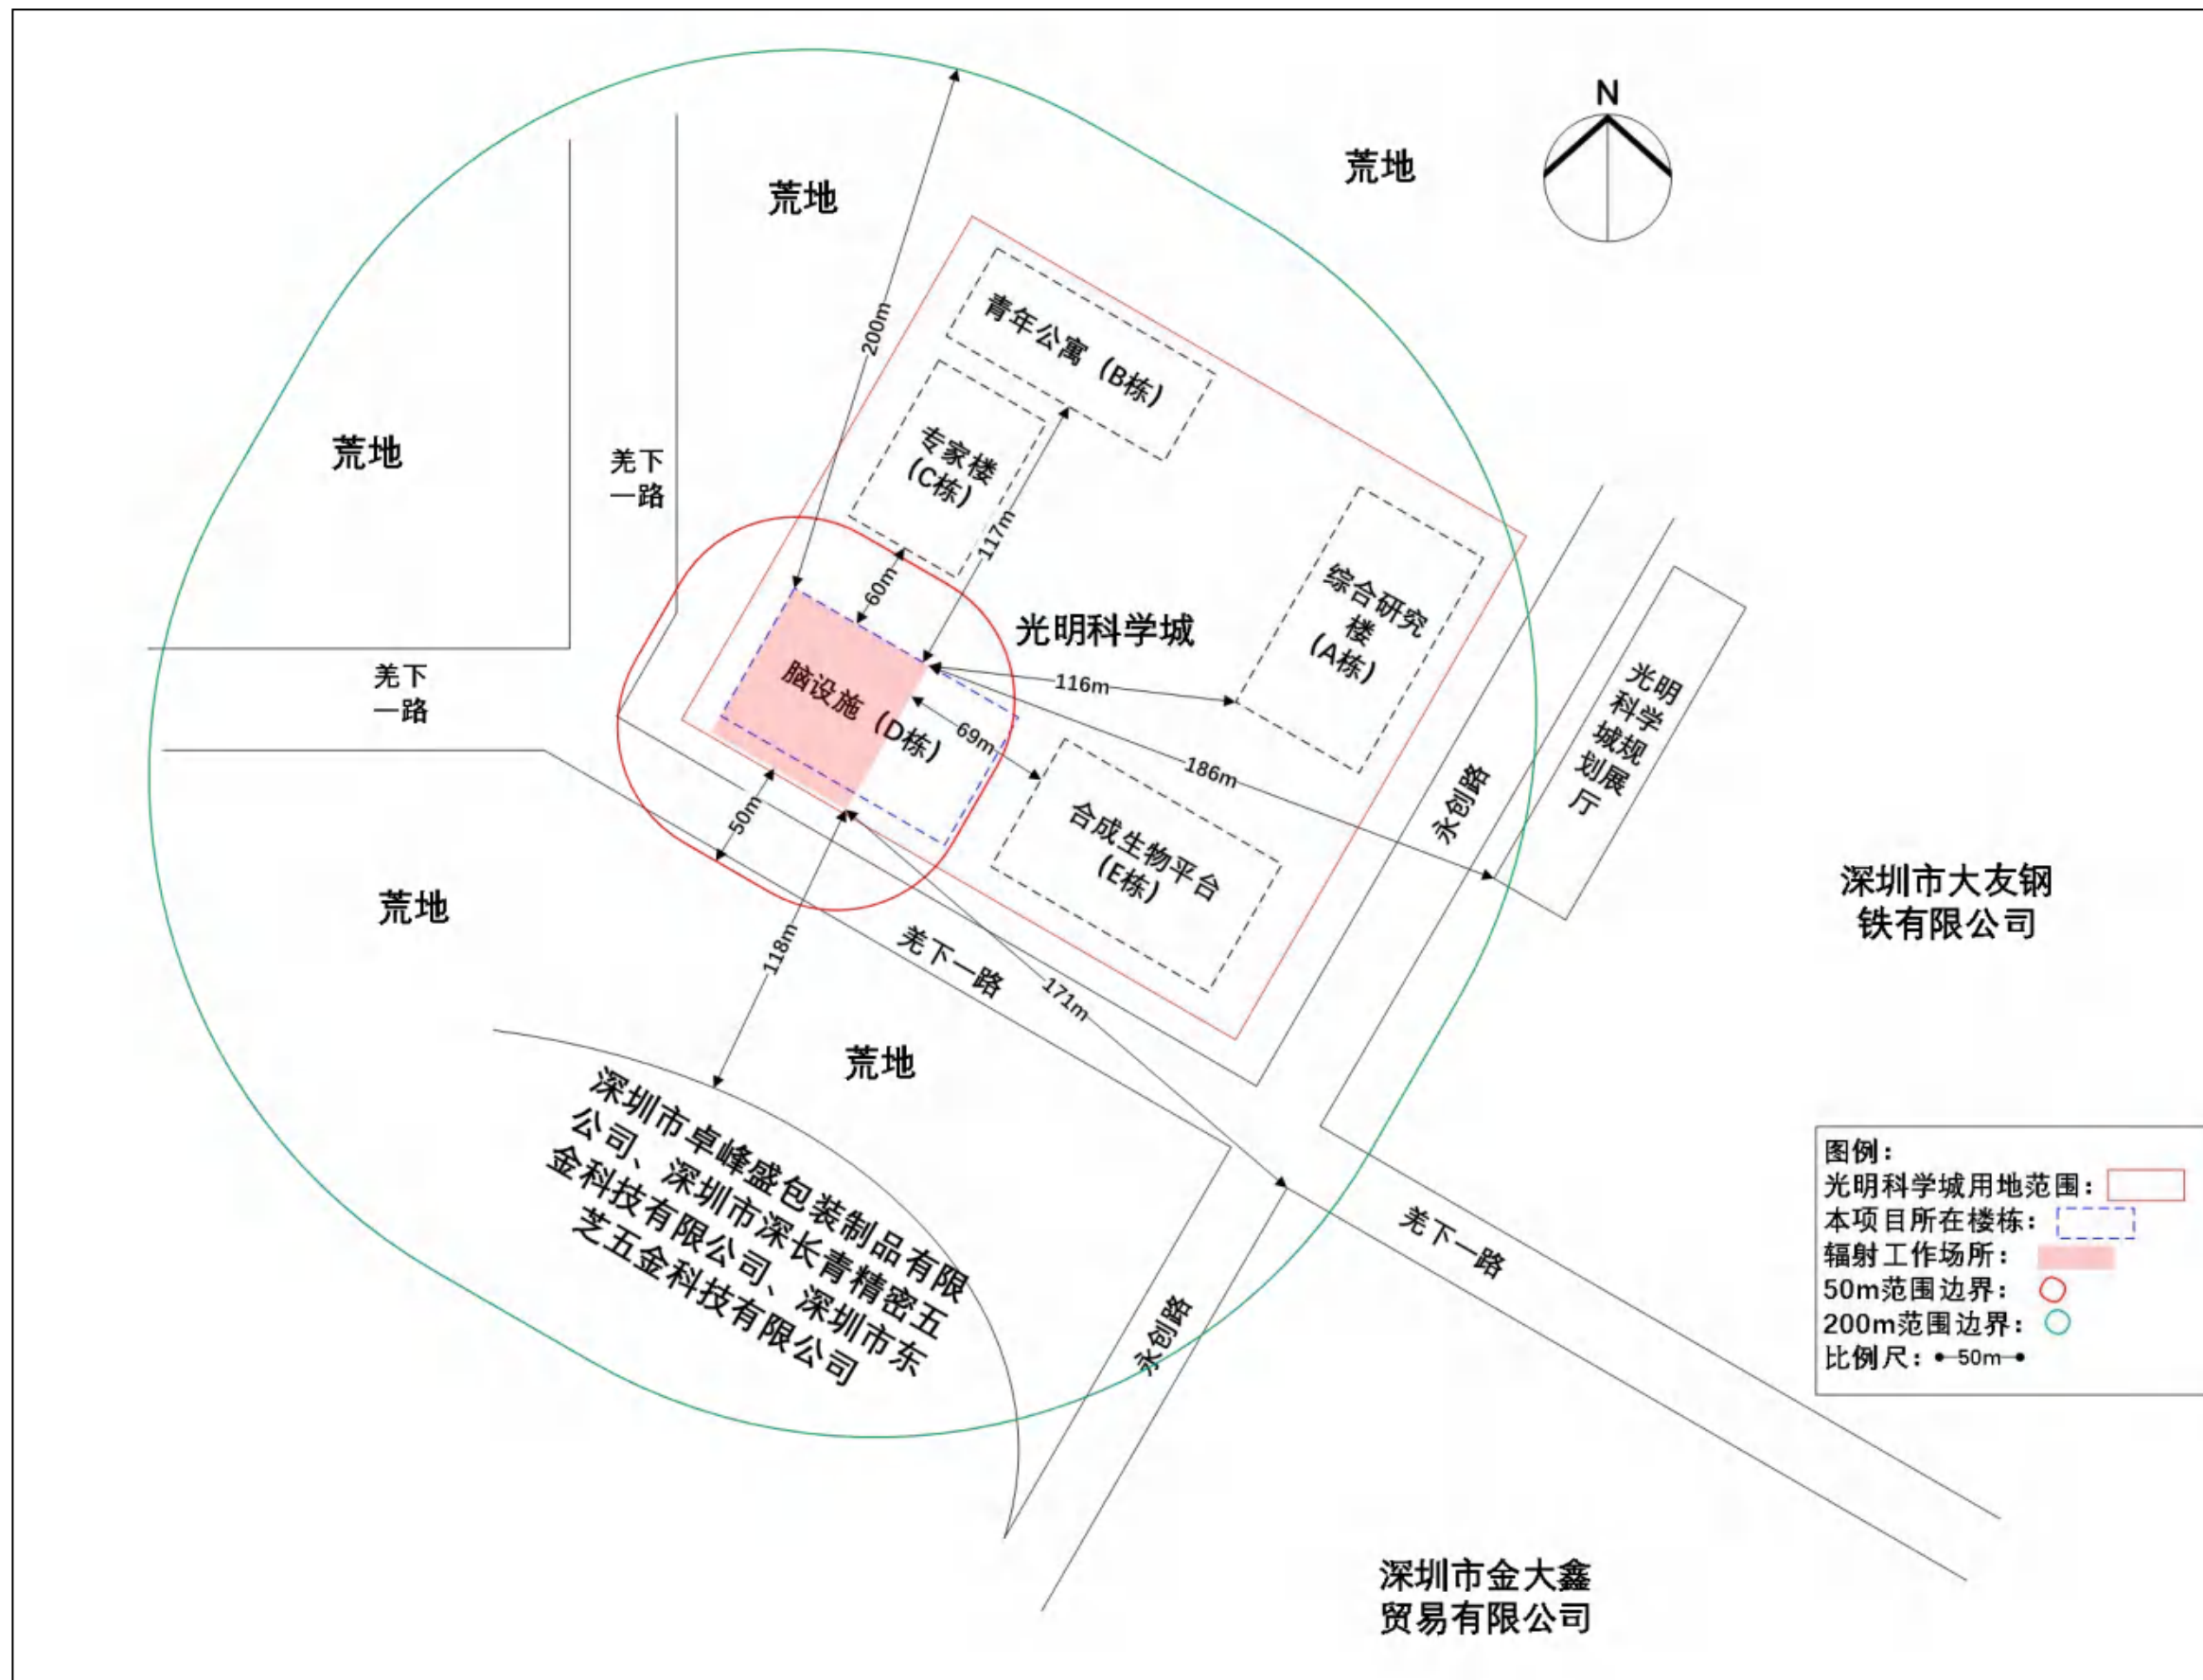 N
荒地
荒地
200m
青年公寓（B栋）
专家楼
（C栋）
117m
荒地
羌下
一路
60m
光明科学城
综合研究
楼
（A栋）
116m
羌下
一路
脑设施（D栋）
69m
186m
光明
科学
城规
划展
厅
永创路
50m
合成生物平台
（E栋）
深圳市大友钢
铁有限公司
荒地
118m
羌下一路
171m
荒地
深圳市卓峰盛包装制品有限
公司、深圳市深长青精密五
金科技有限公司、深圳市东
芝五金科技有限公司
永创路
羌下一路
图例：
光明科学城用地范围：
本项目所在楼栋：
辐射工作场所：
50m范围边界：
200m范围边界：
比例尺：50m
深圳市金大鑫
贸易有限公司